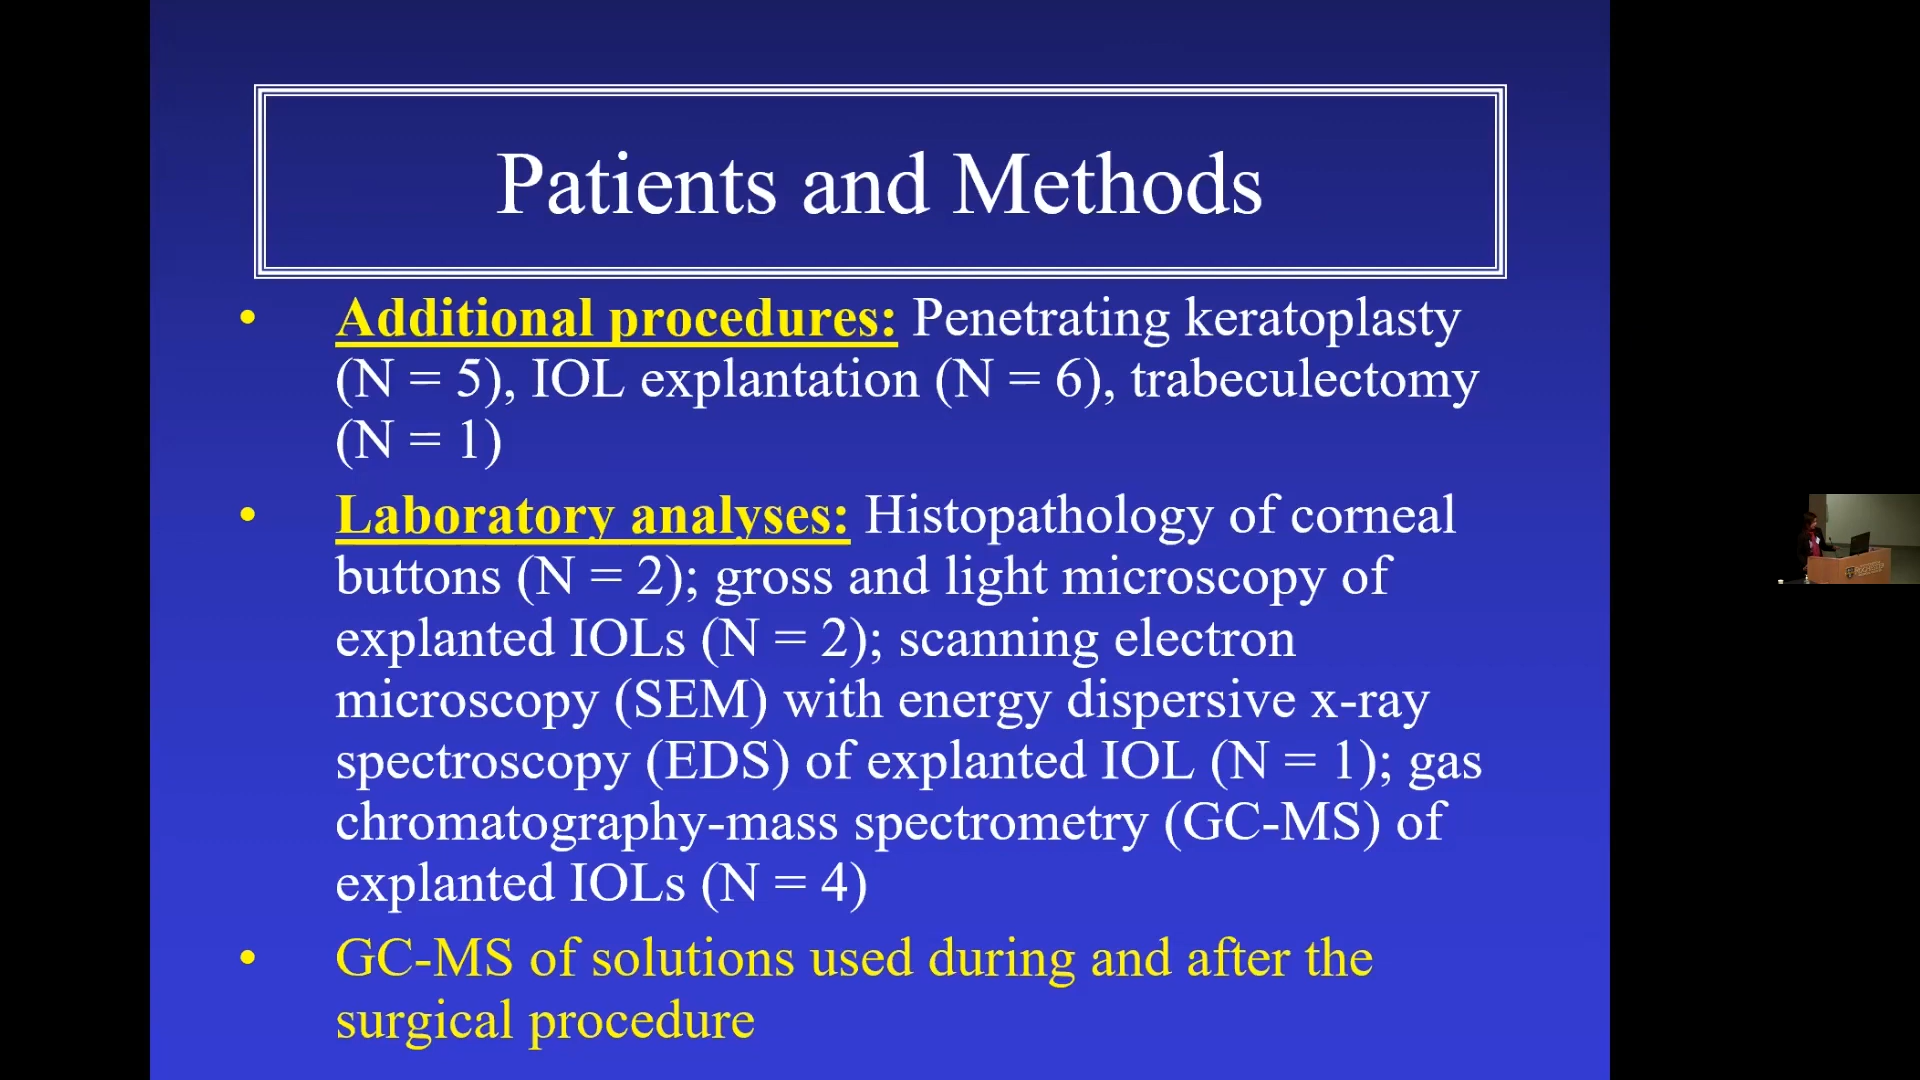 Patients and Methods
• Additional procedures: Penetrating keratoplasty
(N = 5), IOL explantation (N = 6), trabeculectomy
(N = 1)
• Laboratory analyses: Histopathology of corneal
buttons (N = 2); gross and light microscopy of
explanted IOLs (N = 2); scanning electron
microscopy (SEM) with energy dispersive x-ray
spectroscopy (EDS) of explanted IOL (N = 1); gas
chromatography-mass spectrometry (GC-MS) of
explanted IOLs (N = 4)
• GC-MS of solutions used during and after the
surgical procedure